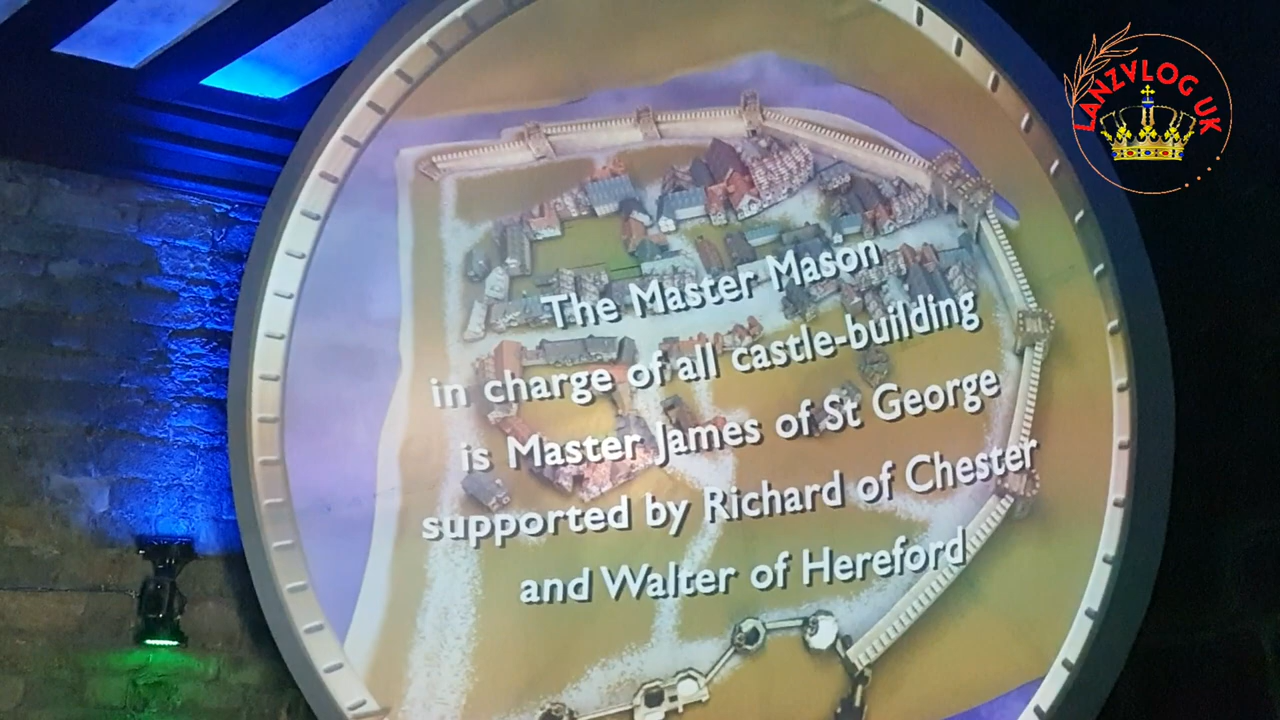 The Master Mason
in charge of all castle-building
is Master James of St George
supported by Richard of Chester
and Walter of Hereford
LANZVLOG UK